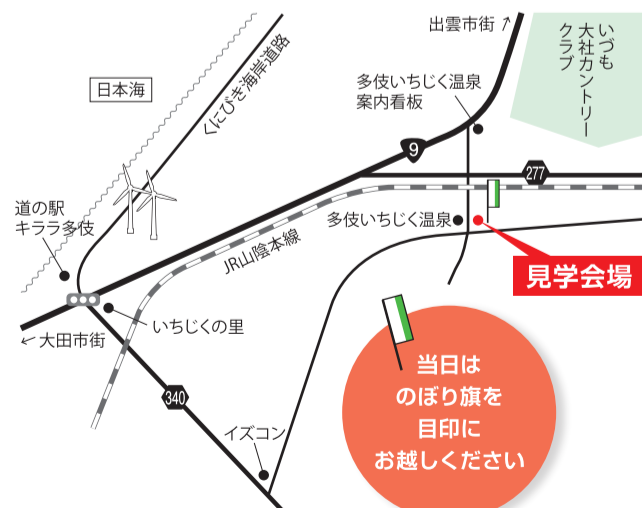 出雲市街↑
いづも
大社カントリー
クラブ
日本海
くにびき海岸道路
多伎いちじく温泉
案内看板
9
277
道の駅
キララ多伎
多伎いちじく温泉
JR山陰本線
見学会場
いちじくの里
←大田市街
当日は
のぼり旗を
目印に
お越しください
340
イズコン